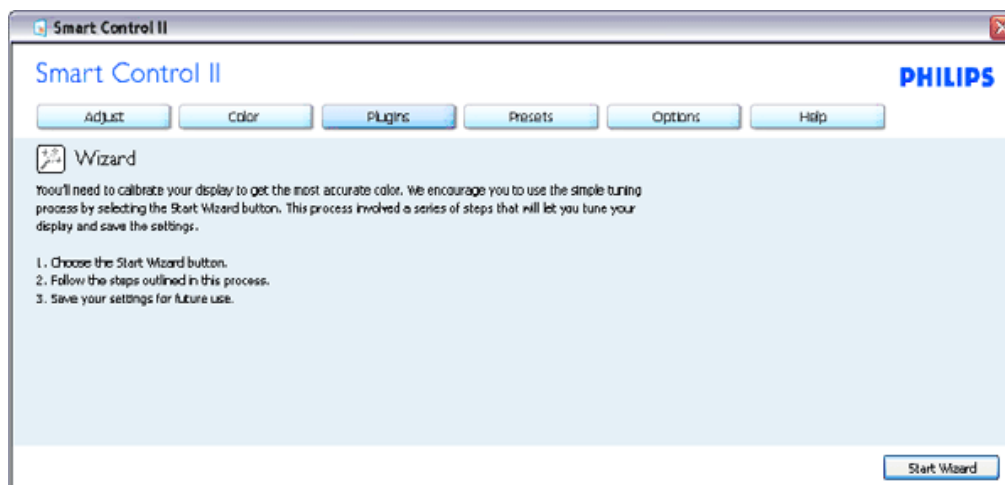 Smart Control II
Smart Control II
PHILIPS
Adjust Color Plugins Presets Options Help
Wizard
Yoou'll need to calibrate your display to get the most accurate color. We encourage you to use the simple tuning
process by selecting the Start Wizard button. This process involved a series of steps that will let you tune your
display and save the settings.
1. Choose the Start Wizard button.
2. Follow the steps outlined in this process.
3. Save your settings for future use.
Start Wizard